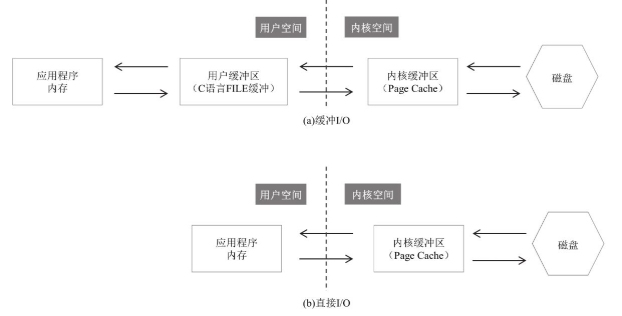 用户空间
内核空间
应用程序
内存
用户缓冲区
（C语言FILE缓冲）
内核缓冲区
（Page Cache）
磁盘
(a)缓冲I/O
用户空间
内核空间
应用程序
内存
内核缓冲区
（Page Cache）
磁盘
(b)直接I/O